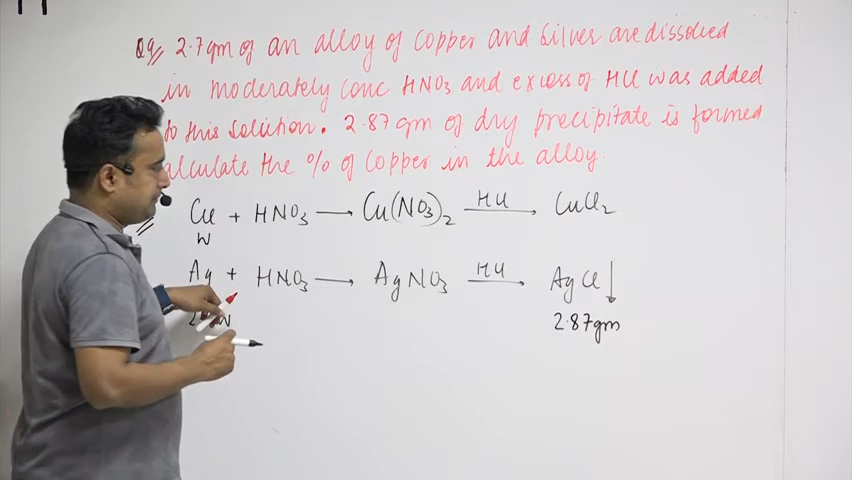 Q9 2.7gm of an alloy of Copper and Silver are dissolved
in moderately conc HNO3 and excess of HCl was added
to this solution. 2.87 gm of dry precipitate is formed
alculate the % of Copper in the alloy.
Cu + HNO3 → Cu(NO3)2 HCl → CuCl2
W
Ag + HNO3 → AgNO3 HCl → AgCl ↓
2.87gm